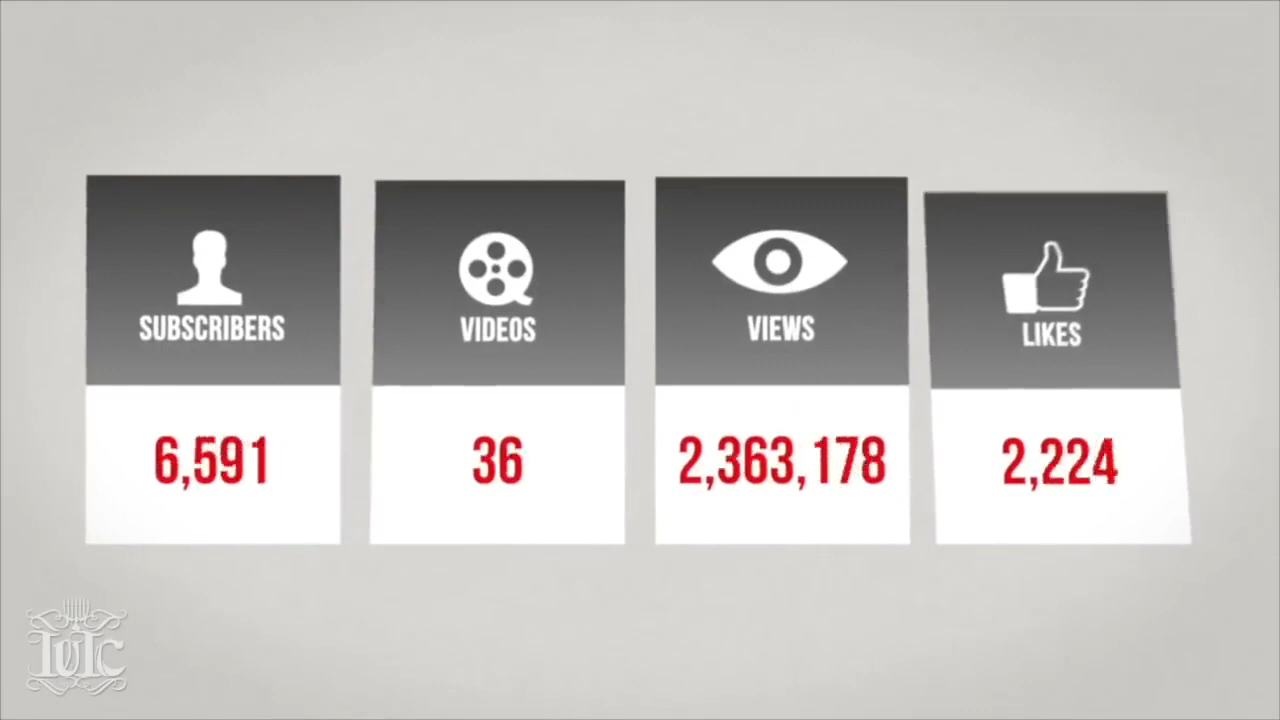 SUBSCRIBERS
VIDEOS
VIEWS
LIKES
6,591
36
2,363,178
2,224
IUIC